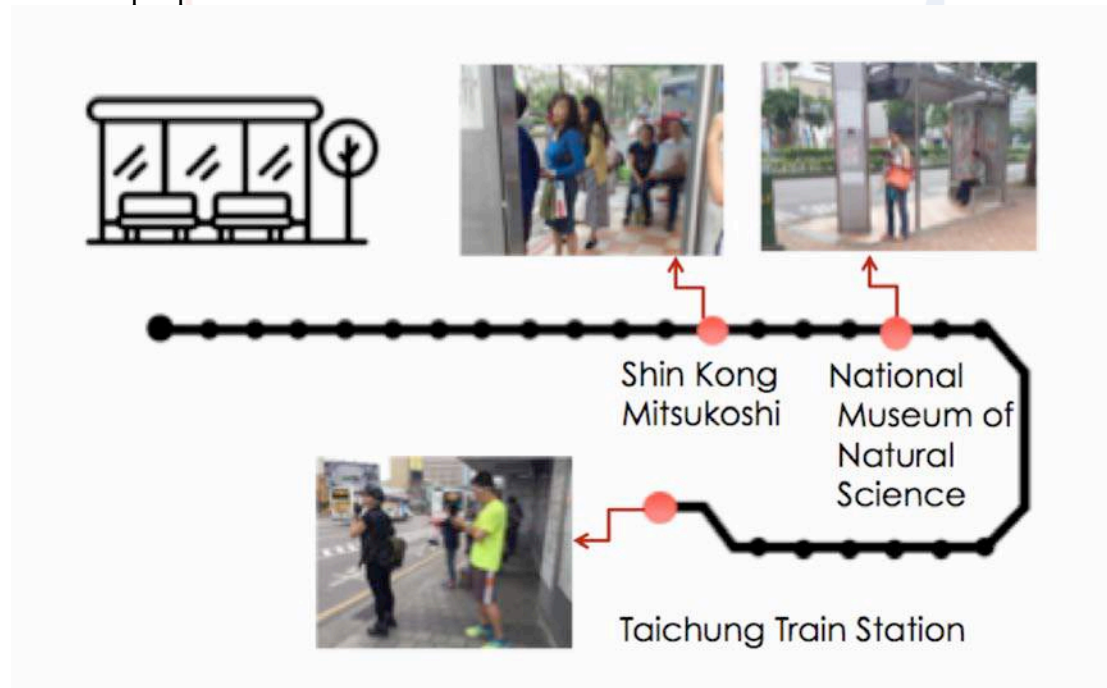 Shin Kong
Mitsukoshi
National
Museum of
Natural
Science
Taichung Train Station